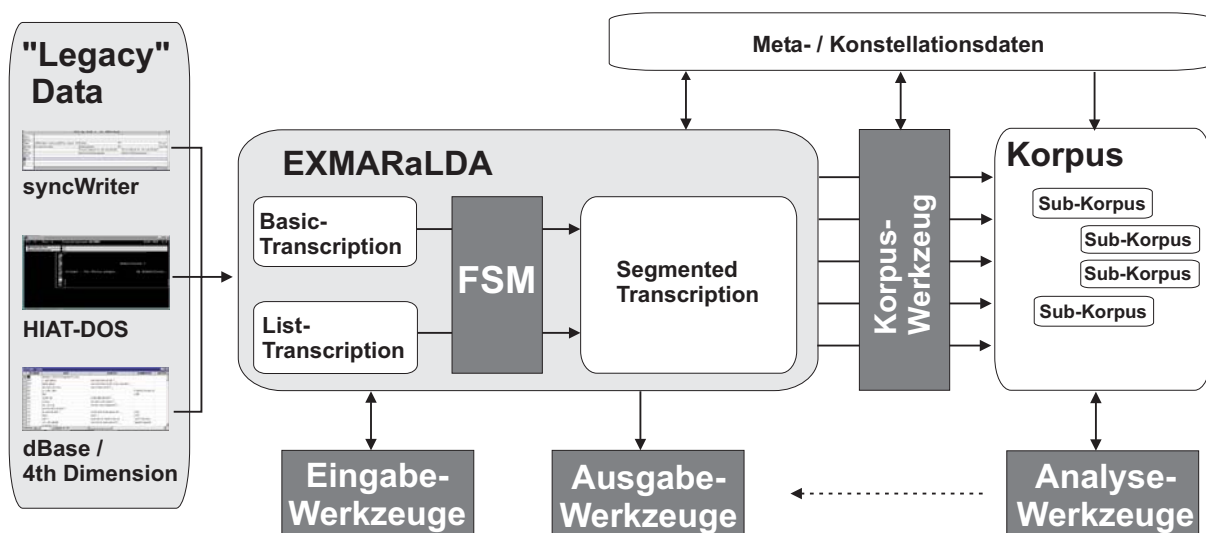 "Legacy"
Data
syncWriter
HIAT-DOS
dBase /
4th Dimension
Meta- / Konstellationsdaten
EXMARaLDA
Basic-
Transcription
List-
Transcription
FSM
Segmented
Transcription
Korpus-
Werkzeug
Korpus
Sub-Korpus
Sub-Korpus
Sub-Korpus
Sub-Korpus
Eingabe-
Werkzeuge
Ausgabe-
Werkzeuge
Analyse-
Werkzeuge